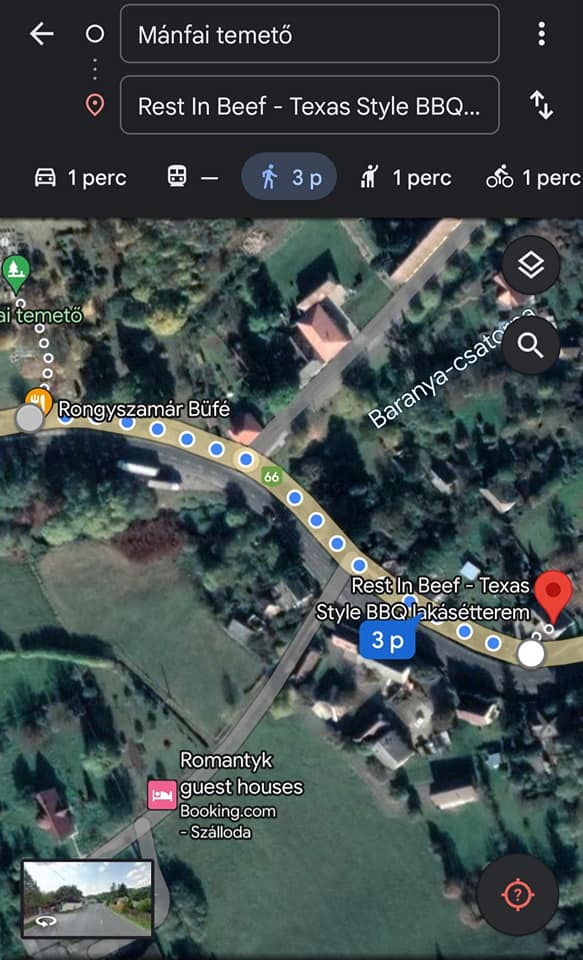 Mánfai temető
Rest In Beef - Texas Style BBQ...
1 perc
—
3 p
1 perc
1 perc
ai temető
Baranya-csatorna
Rongyszamár Büfé
66
Rest In Beef - Texas
Style BBQ lakásétterem
3 p
Romantyk
guest houses
Booking.com
- Szálloda
?